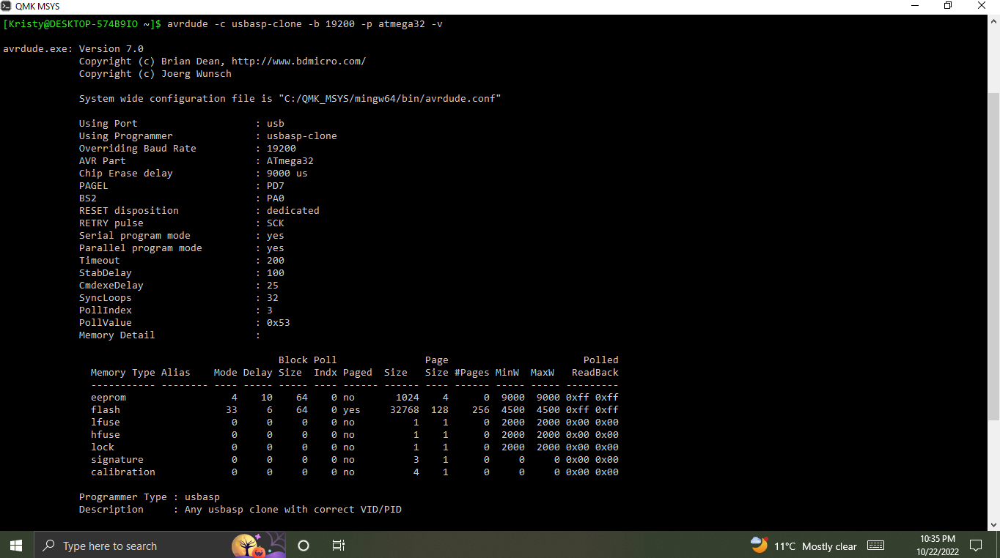 QMK MSYS
[Kristy@DESKTOP-574B9IO ~]$ avrdude -c usbasp-clone -b 19200 -p atmega32 -v
avrdude.exe: Version 7.0
Copyright (c) Brian Dean, http://www.bdmicro.com/
Copyright (c) Joerg Wunsch
System wide configuration file is "C:/QMK_MSYS/mingw64/bin/avrdude.conf"
Using Port : usb
Using Programmer : usbasp-clone
Overriding Baud Rate : 19200
AVR Part : ATmega32
Chip Erase delay : 9000 us
PAGEL : PD7
BS2 : PA0
RESET disposition : dedicated
RETRY pulse : SCK
Serial program mode : yes
Parallel program mode : yes
Timeout : 200
StabDelay : 100
CmdexeDelay : 25
SyncLoops : 32
PollIndex : 3
PollValue : 0x53
Memory Detail :
Block Poll Page Polled
Memory Type Alias Mode Delay Size Indx Paged Size Size #Pages MinW MaxW ReadBack
----------- -------- ---- ----- ----- ---- ------ ------ ---- ------ ----- ----- ---------
eeprom 4 10 64 0 no 1024 4 0 9000 9000 0xff 0xff
flash 33 6 64 0 yes 32768 128 256 4500 4500 0xff 0xff
lfuse 0 0 0 0 no 1 1 0 2000 2000 0x00 0x00
hfuse 0 0 0 0 no 1 1 0 2000 2000 0x00 0x00
lock 0 0 0 0 no 1 1 0 2000 2000 0x00 0x00
signature 0 0 0 0 no 3 1 0 0 0 0x00 0x00
calibration 0 0 0 0 no 4 1 0 0 0 0x00 0x00
Programmer Type : usbasp
Description : Any usbasp clone with correct VID/PID
Type here to search
11°C Mostly clear
10:35 PM
10/22/2022